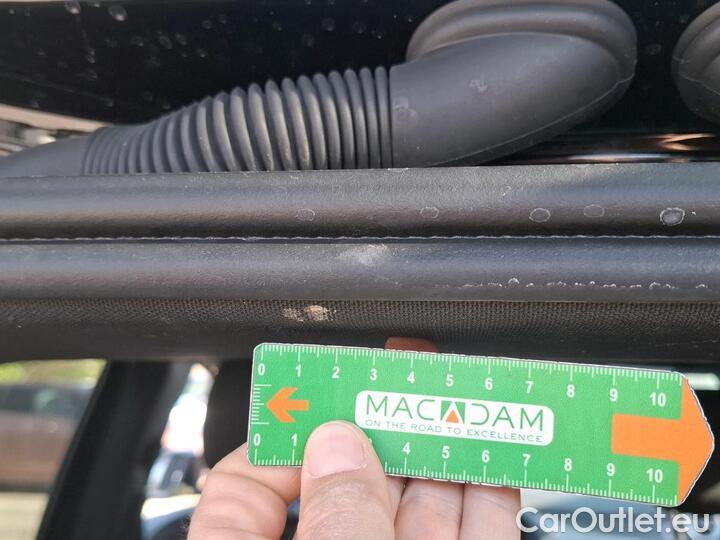 0 1 2 3 4 5 6 7 8 9 10
MACADAM
ON THE ROAD TO EXCELLENCE
0 1 3 4 5 6 7 8 9 10
CarOutlet.eu